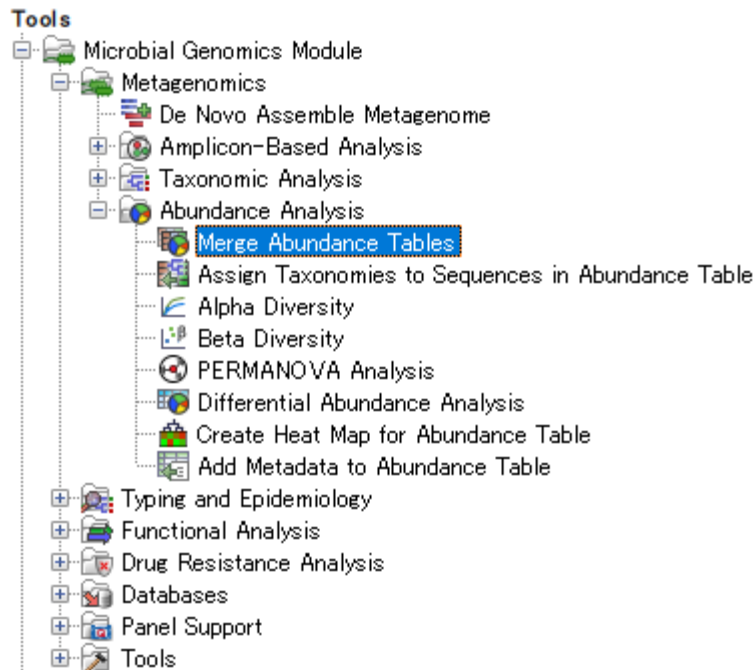 Tools
Microbial Genomics Module
Metagenomics
De Novo Assemble Metagenome
Amplicon-Based Analysis
Taxonomic Analysis
Abundance Analysis
Merge Abundance Tables
Assign Taxonomies to Sequences in Abundance Table
Alpha Diversity
Beta Diversity
PERMANOVA Analysis
Differential Abundance Analysis
Create Heat Map for Abundance Table
Add Metadata to Abundance Table
Typing and Epidemiology
Functional Analysis
Drug Resistance Analysis
Databases
Panel Support
Tools